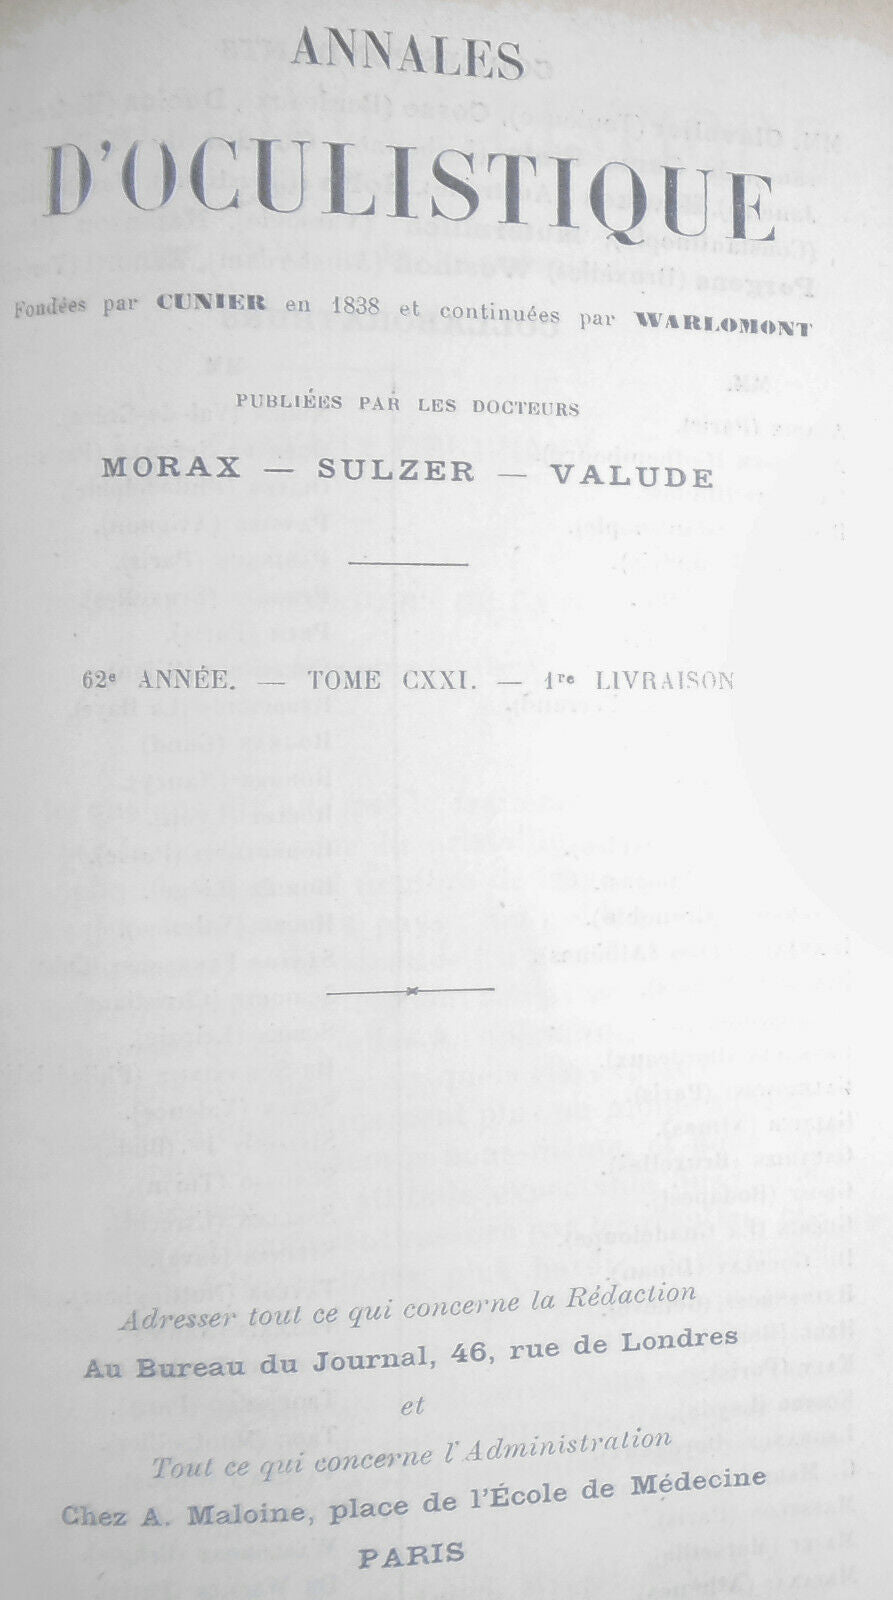 ANNALES
D'OCULISTIQUE
Fondées par CUNIER en 1838 et continuées par WARLOMONT
PUBLIÉES PAR LES DOCTEURS
MORAX — SULZER — VALUDE
62e ANNÉE. — TOME CXXI. — 1re LIVRAISON
Adresser tout ce qui concerne la Rédaction
Au Bureau du Journal, 46, rue de Londres
et
Tout ce qui concerne l'Administration
Chez A. Maloine, place de l'École de Médecine
PARIS